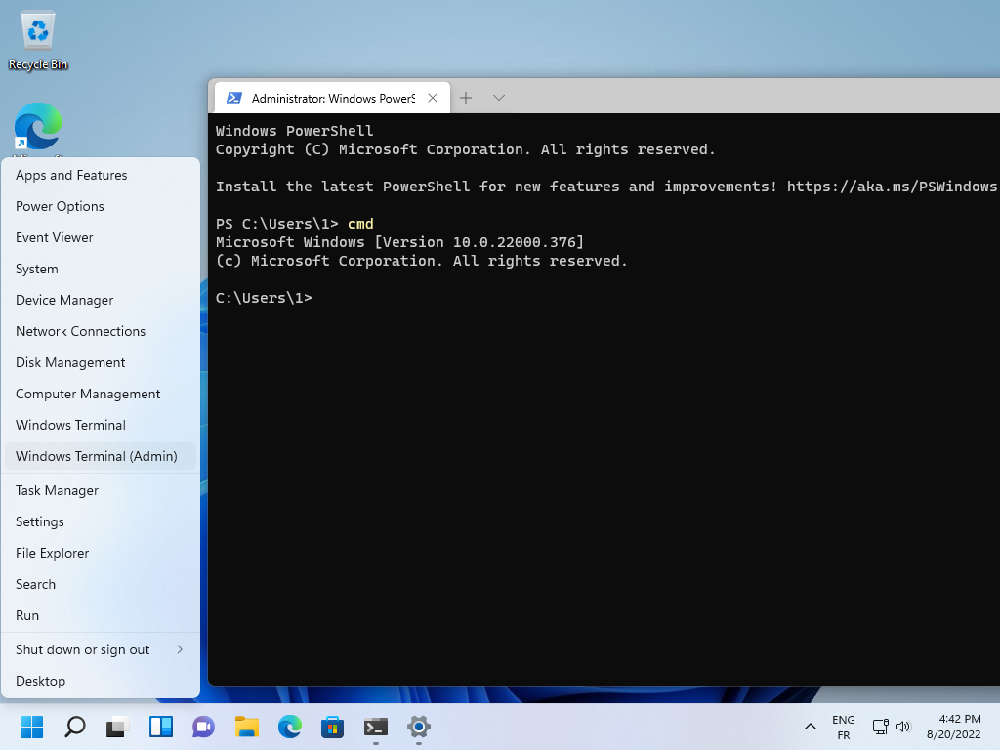 Recycle Bin
Administrator: Windows PowerS
Windows PowerShell
Copyright (C) Microsoft Corporation. All rights reserved.
Install the latest PowerShell for new features and improvements! https://aka.ms/PSWindows
PS C:\Users\1> cmd
Microsoft Windows [Version 10.0.22000.376]
(c) Microsoft Corporation. All rights reserved.
C:\Users\1>
Apps and Features
Power Options
Event Viewer
System
Device Manager
Network Connections
Disk Management
Computer Management
Windows Terminal
Windows Terminal (Admin)
Task Manager
Settings
File Explorer
Search
Run
Shut down or sign out
Desktop
ENG
FR
4:42 PM
8/20/2022